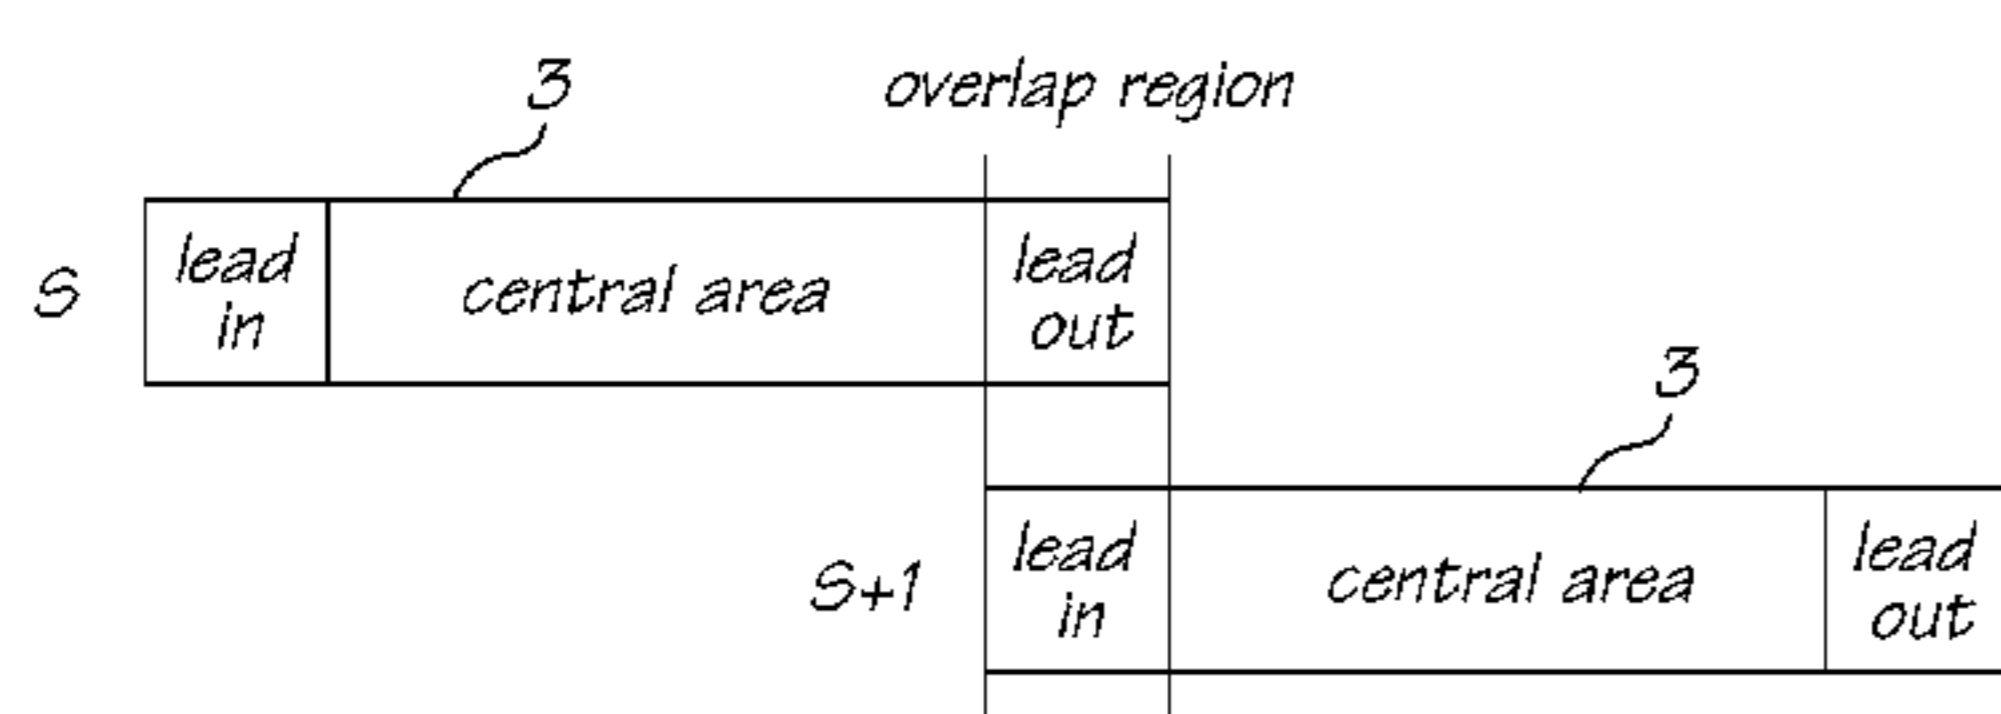 3
overlap region
S
lead
in
central area
lead
out
3
S+1
lead
in
central area
lead
out